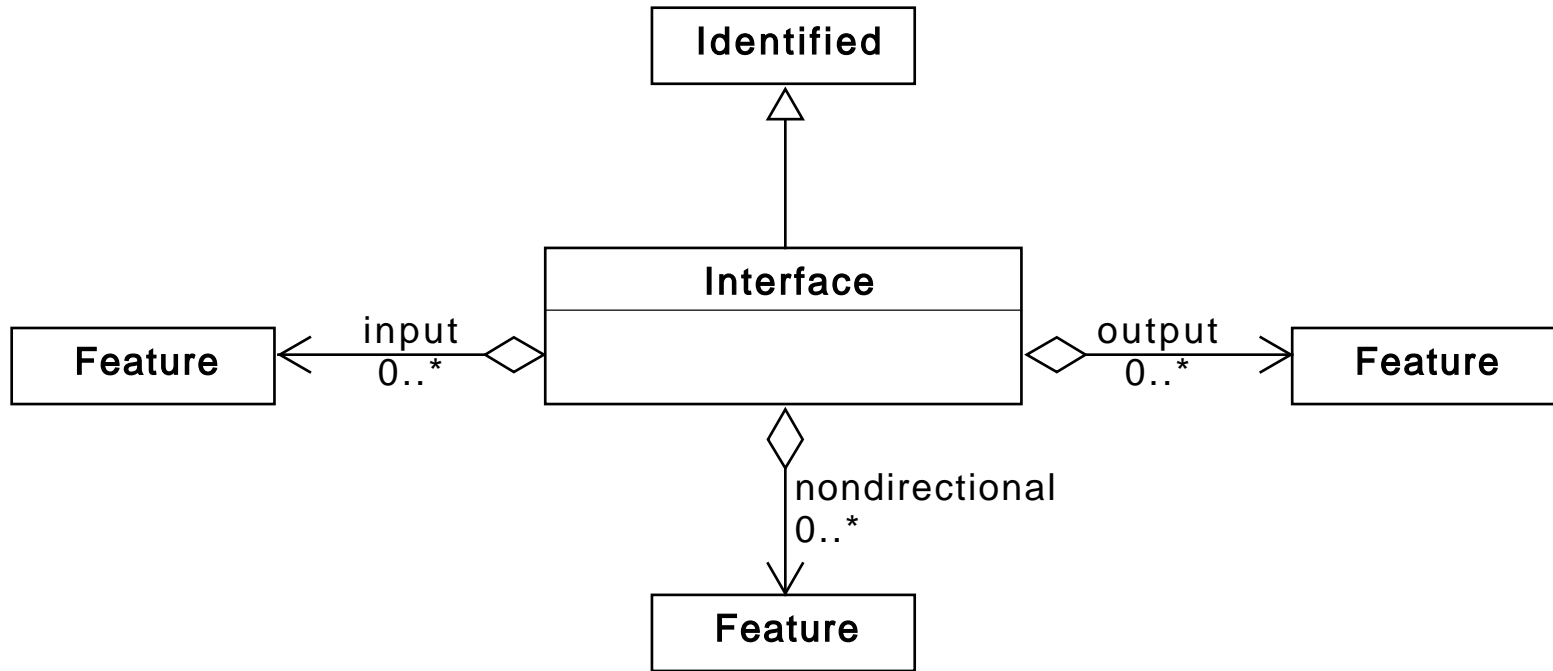 Identified
Interface
input
0..*
output
0..*
Feature
Feature
nondirectional
0..*
Feature